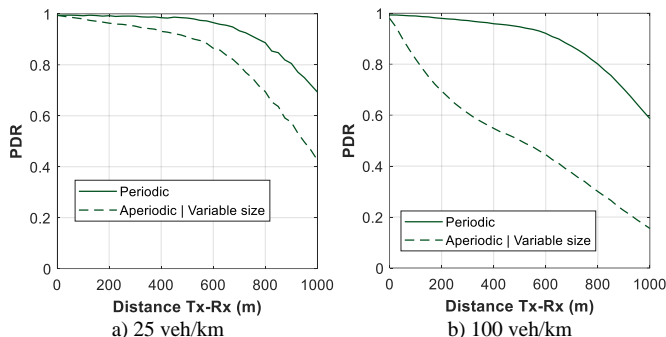 PDR
1
0.8
0.6
0.4
0.2
0
Periodic
Aperiodic | Variable size
0 200 400 600 800 1000
Distance Tx-Rx (m)
a) 25 veh/km
PDR
1
0.8
0.6
0.4
0.2
0
Periodic
Aperiodic | Variable size
0 200 400 600 800 1000
Distance Tx-Rx (m)
b) 100 veh/km